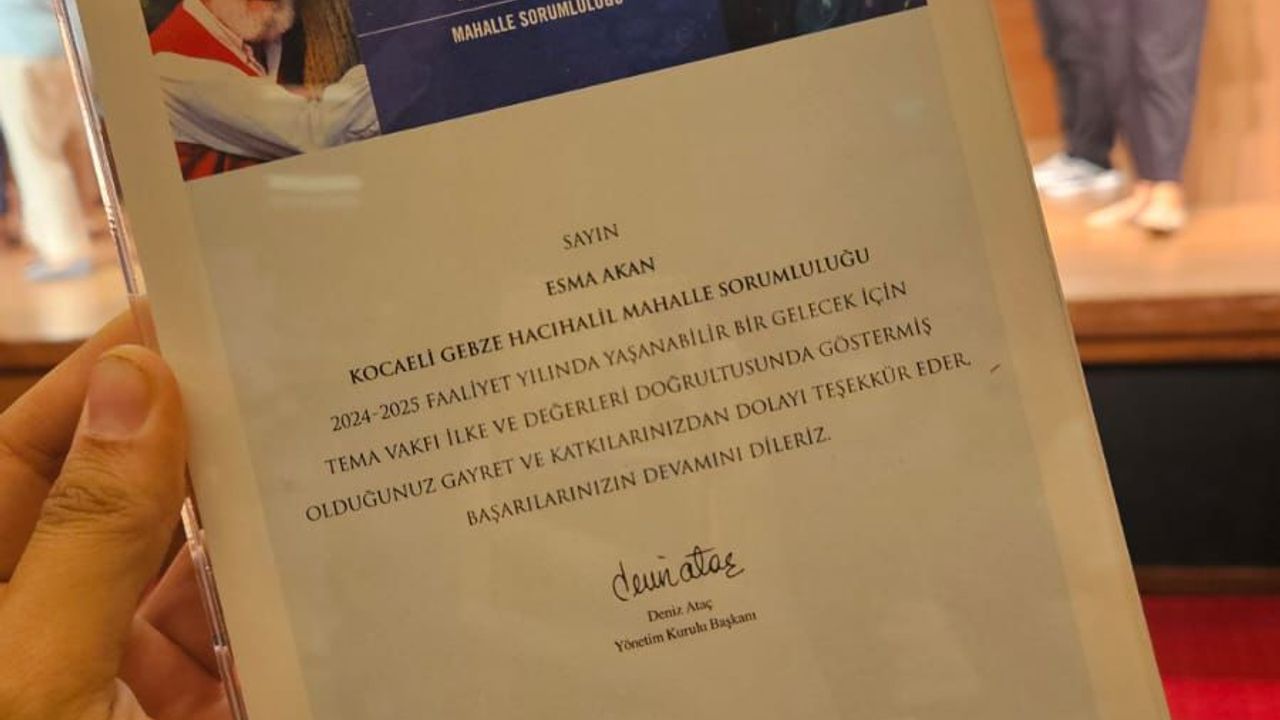 MAHALLE SORUMLULUĞU
SAYIN
ESMA AKAN
KOCAELİ GEBZE HACIHALİL MAHALLE SORUMLULUĞU
2024-2025 FAALİYET YILINDA YAŞANABİLİR BİR GELECEK İÇİN
TEMA VAKFI İLKE VE DEĞERLERİ DOĞRULTUSUNDA GÖSTERMİŞ
OLDUĞUNUZ GAYRET VE KATKILARINIZDAN DOLAYI TEŞEKKÜR EDER,
BAŞARILARINIZIN DEVAMINI DİLERİZ.
deniz ataç
Deniz Ataç
Yönetim Kurulu Başkanı